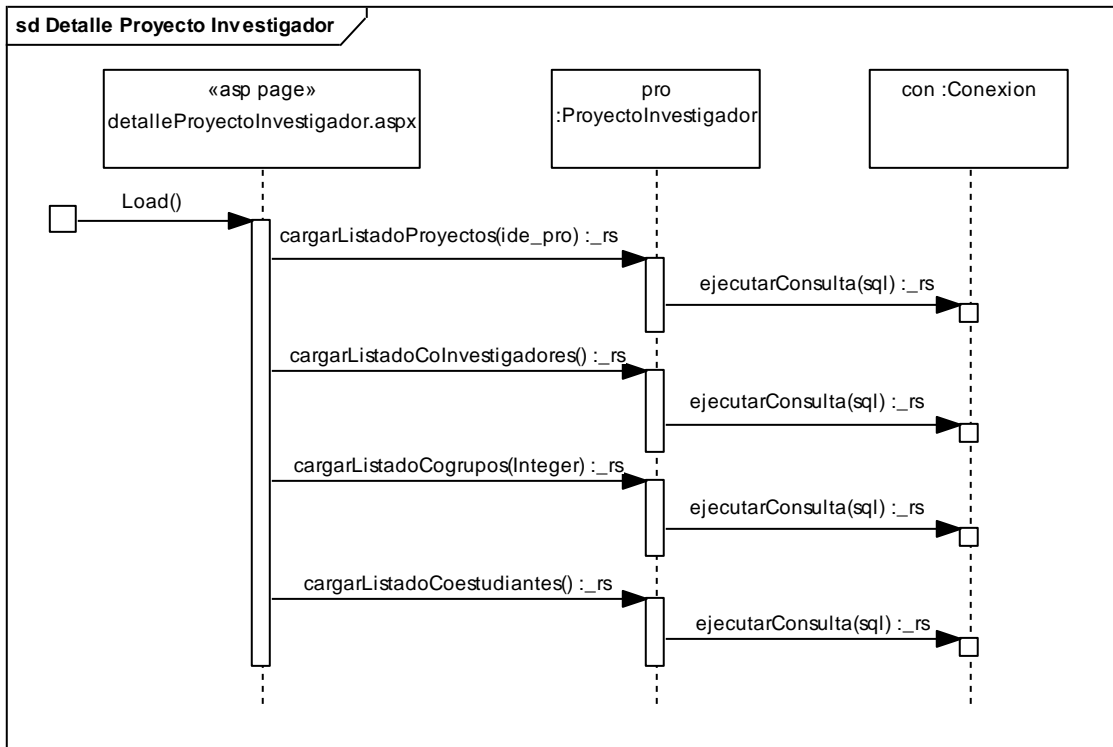 sd Detalle Proyecto Investigador
«asp page»
detalleProyectoInvestigador.aspx
pro
:ProyectoInvestigador
con :Conexion
Load()
cargarListadoProyectos(ide_pro) :_rs
ejecutarConsulta(sql) :_rs
cargarListadoCoInvestigadores() :_rs
ejecutarConsulta(sql) :_rs
cargarListadoCogrupos(Integer) :_rs
ejecutarConsulta(sql) :_rs
cargarListadoCoestudiantes() :_rs
ejecutarConsulta(sql) :_rs